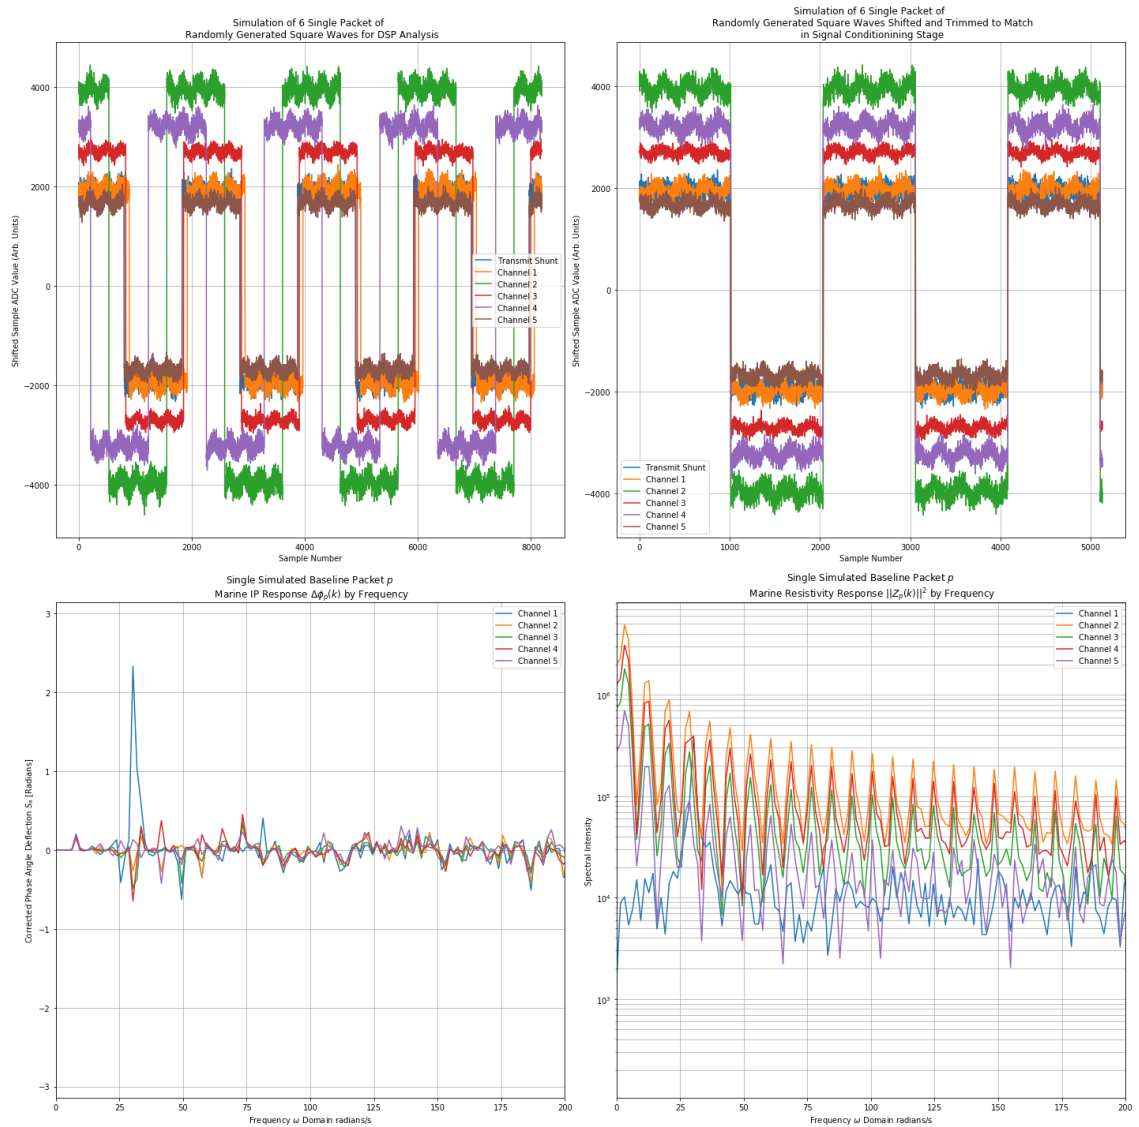 Simulation of 6 Single Packet of
Randomly Generated Square Waves for DSP Analysis
4000
2000
0
−2000
−4000
Shifted Sample ADC Value (Arb. Units)
Transmit Shunt
Channel 1
Channel 2
Channel 3
Channel 4
Channel 5
0
2000
4000
6000
8000
Sample Number
Simulation of 6 Single Packet of
Randomly Generated Square Waves Shifted and Trimmed to Match
in Signal Conditionining Stage
4000
2000
0
−2000
−4000
Shifted Sample ADC Value (Arb. Units)
Transmit Shunt
Channel 1
Channel 2
Channel 3
Channel 4
Channel 5
0
1000
2000
3000
4000
5000
Sample Number
Single Simulated Baseline Packet p
Marine IP Response Δϕₚ(k) by Frequency
3
2
1
0
−1
−2
−3
Corrected Phase Angle Deflection Sₙ [Radians]
Channel 1
Channel 2
Channel 3
Channel 4
Channel 5
0
25
50
75
100
125
150
175
200
Frequency ω Domain radians/s
Single Simulated Baseline Packet p
Marine Resistivity Response ||Zₚ(k)||² by Frequency
10⁶
10⁵
10⁴
10³
Spectral Intensity
Channel 1
Channel 2
Channel 3
Channel 4
Channel 5
0
25
50
75
100
125
150
175
200
Frequency ω Domain radians/s